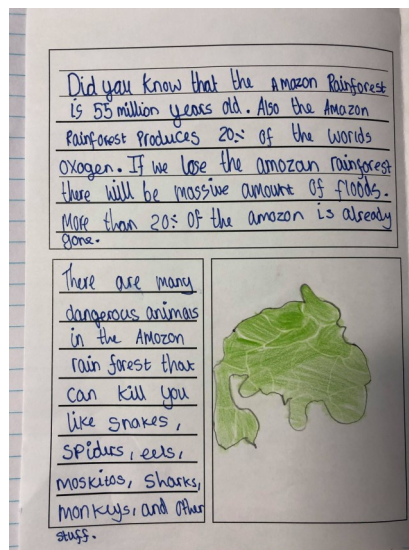 Did you know that the Amazon Rainforest
is 55 million years old. Also the Amazon
Rainforest Produces 20% of the worlds
oxogen. If we lose the amozan rainforest
there will be massive amount of floods.
More than 20% of the amozon is already
gone.
There are many
dangerous animals
in the Amozon
rain forest that
can kill you
like snakes,
spiders, eels,
moskitos, sharks,
monkeys, and other
stuff.